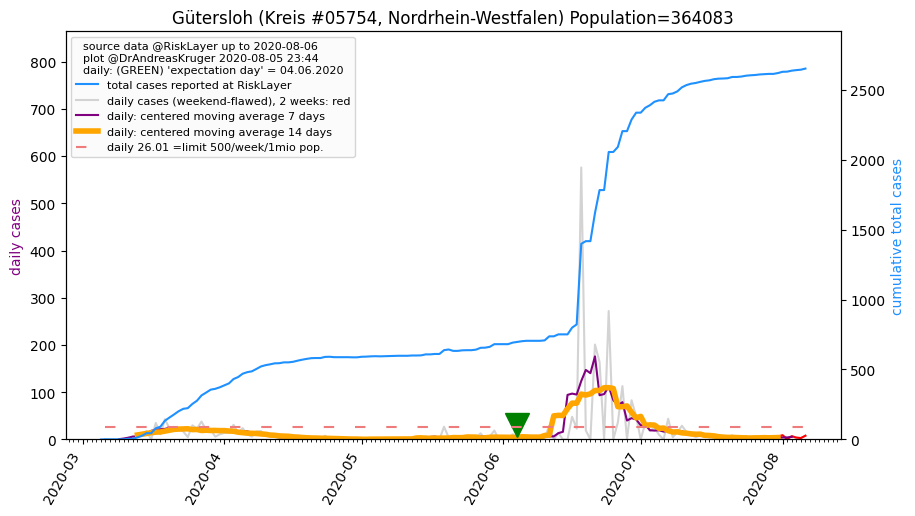 Gütersloh (Kreis #05754, Nordrhein-Westfalen) Population=364083
source data @RiskLayer up to 2020-08-06
plot @DrAndreasKruger 2020-08-05 23:44
daily: (GREEN) 'expectation day' = 04.06.2020
total cases reported at RiskLayer
daily cases (weekend-flawed), 2 weeks: red
daily: centered moving average 7 days
daily: centered moving average 14 days
daily 26.01 =limit 500/week/1mio pop.
daily cases
800
700
600
500
400
300
200
100
0
2500
2000
1500
1000
500
0
cumulative total cases
2020-03
2020-04
2020-05
2020-06
2020-07
2020-08